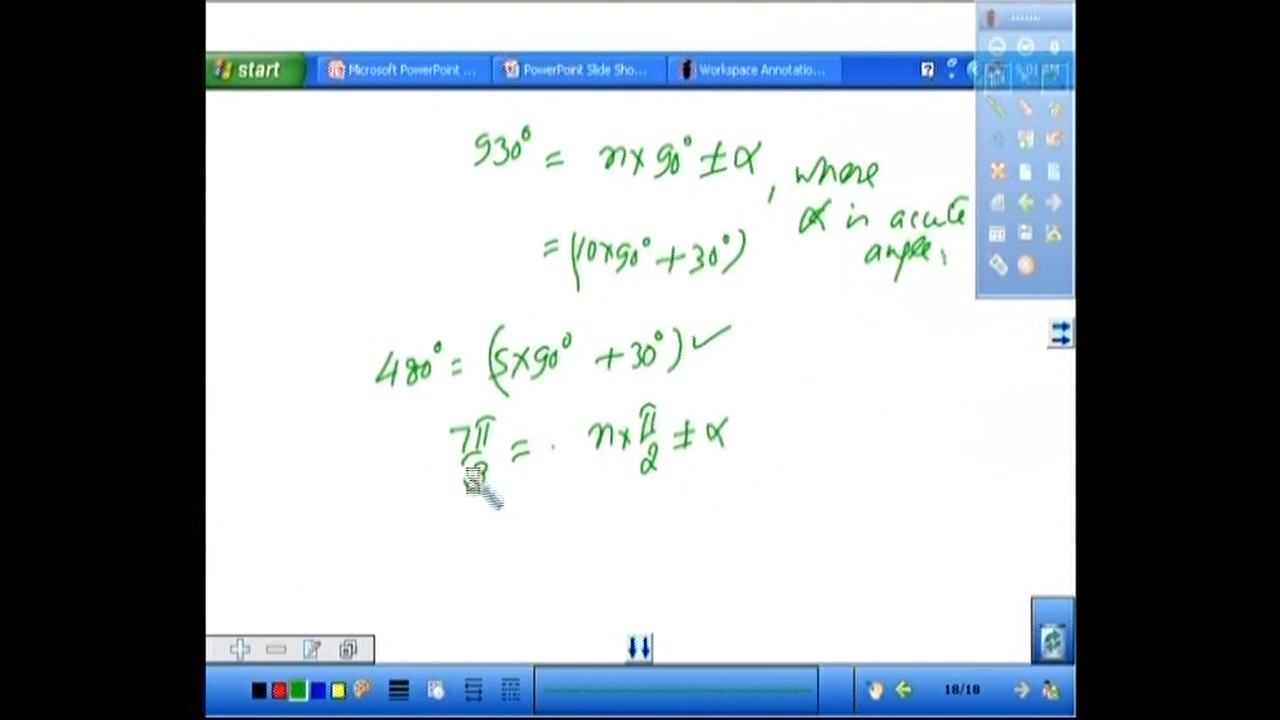 start Microsoft PowerPoint ... PowerPoint Slide Sho... Workspace Annotatio...
930° = n×90° ± α, where
α is acute
angle.
= (10×90° + 30°)
480° = (5×90° + 30°) ✓
7π/ = . n×π/2 ± α
18/18